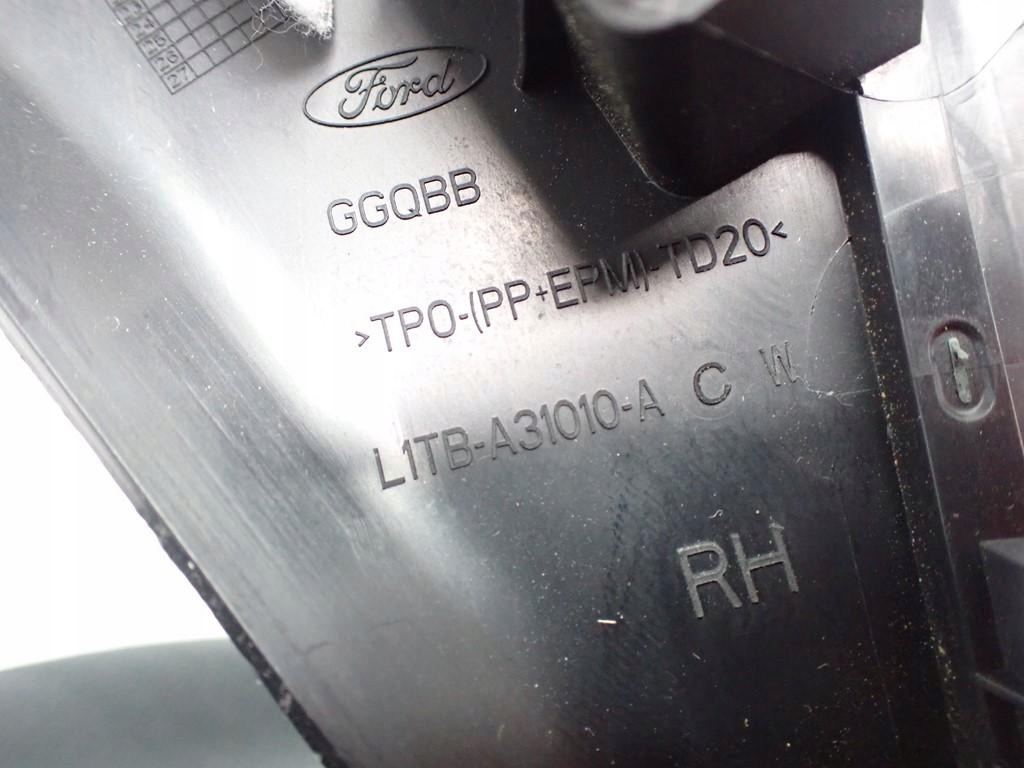 Ford
GGQBB
>TPO-(PP+EPM)-TD20<
L1TB-A31010-A C W
RH